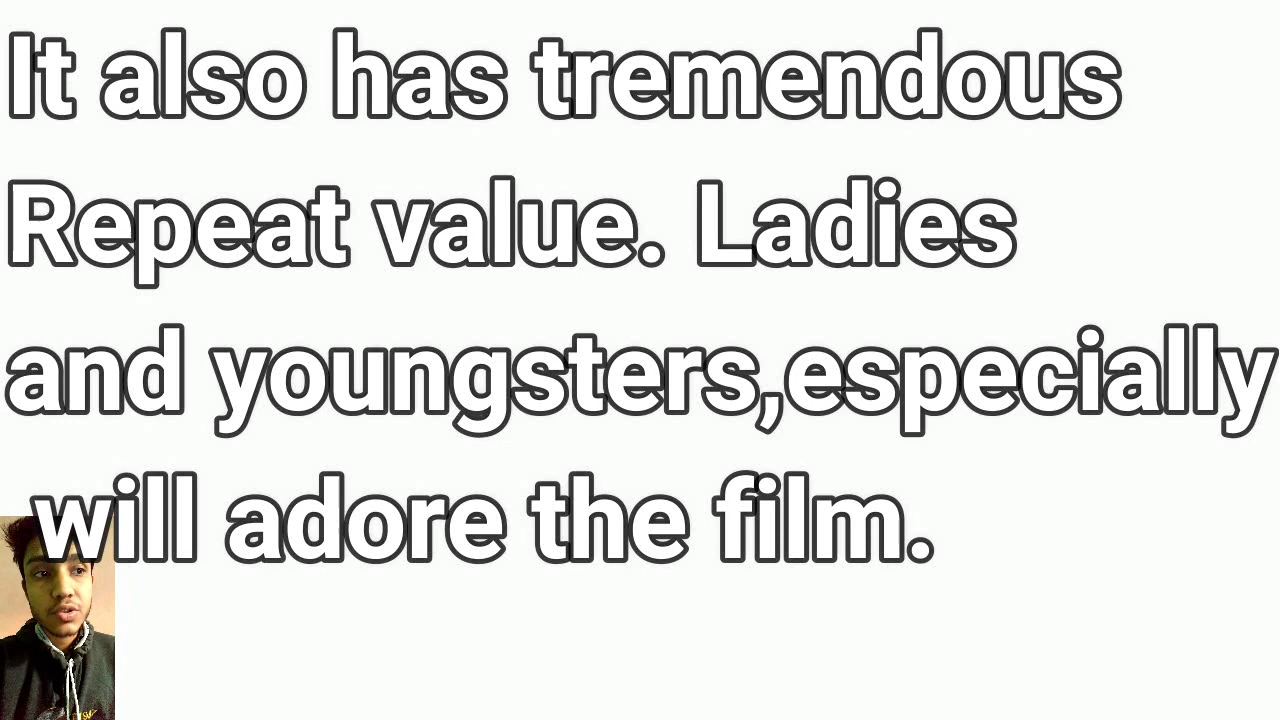 It also has tremendous
Repeat value. Ladies
and youngsters,especially
will adore the film.